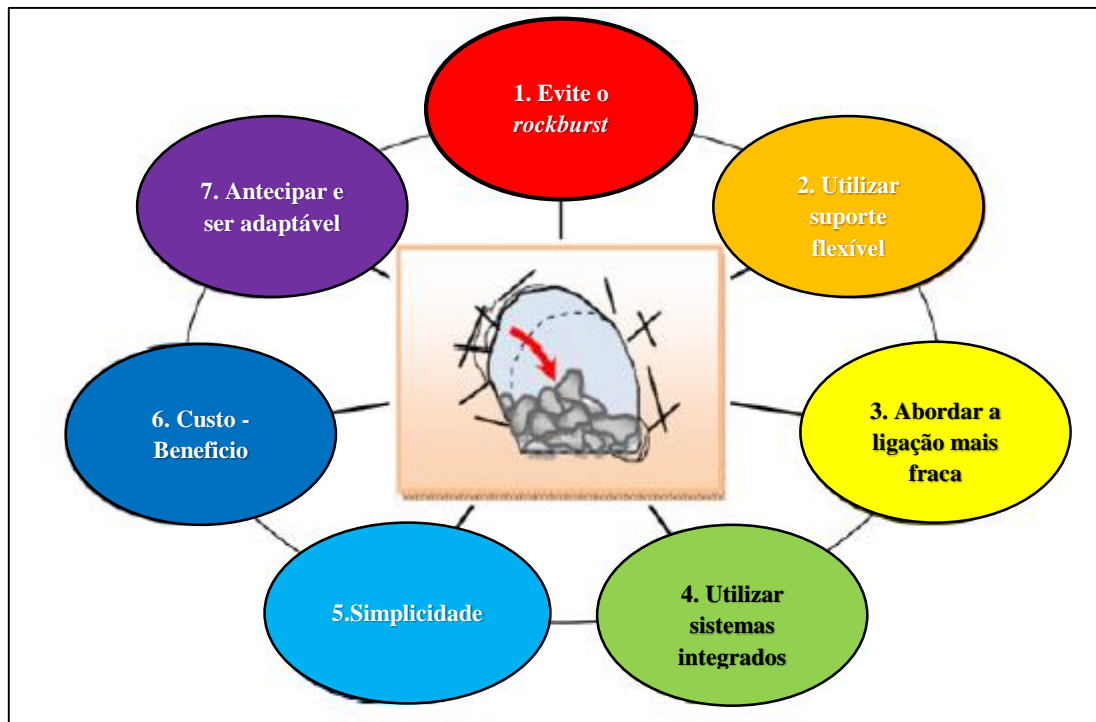 1. Evite o
rockburst
2. Utilizar
suporte
flexível
3. Abordar a
ligação mais
fraca
4. Utilizar
sistemas
integrados
5.Simplicidade
6. Custo -
Beneficio
7. Antecipar e
ser adaptável